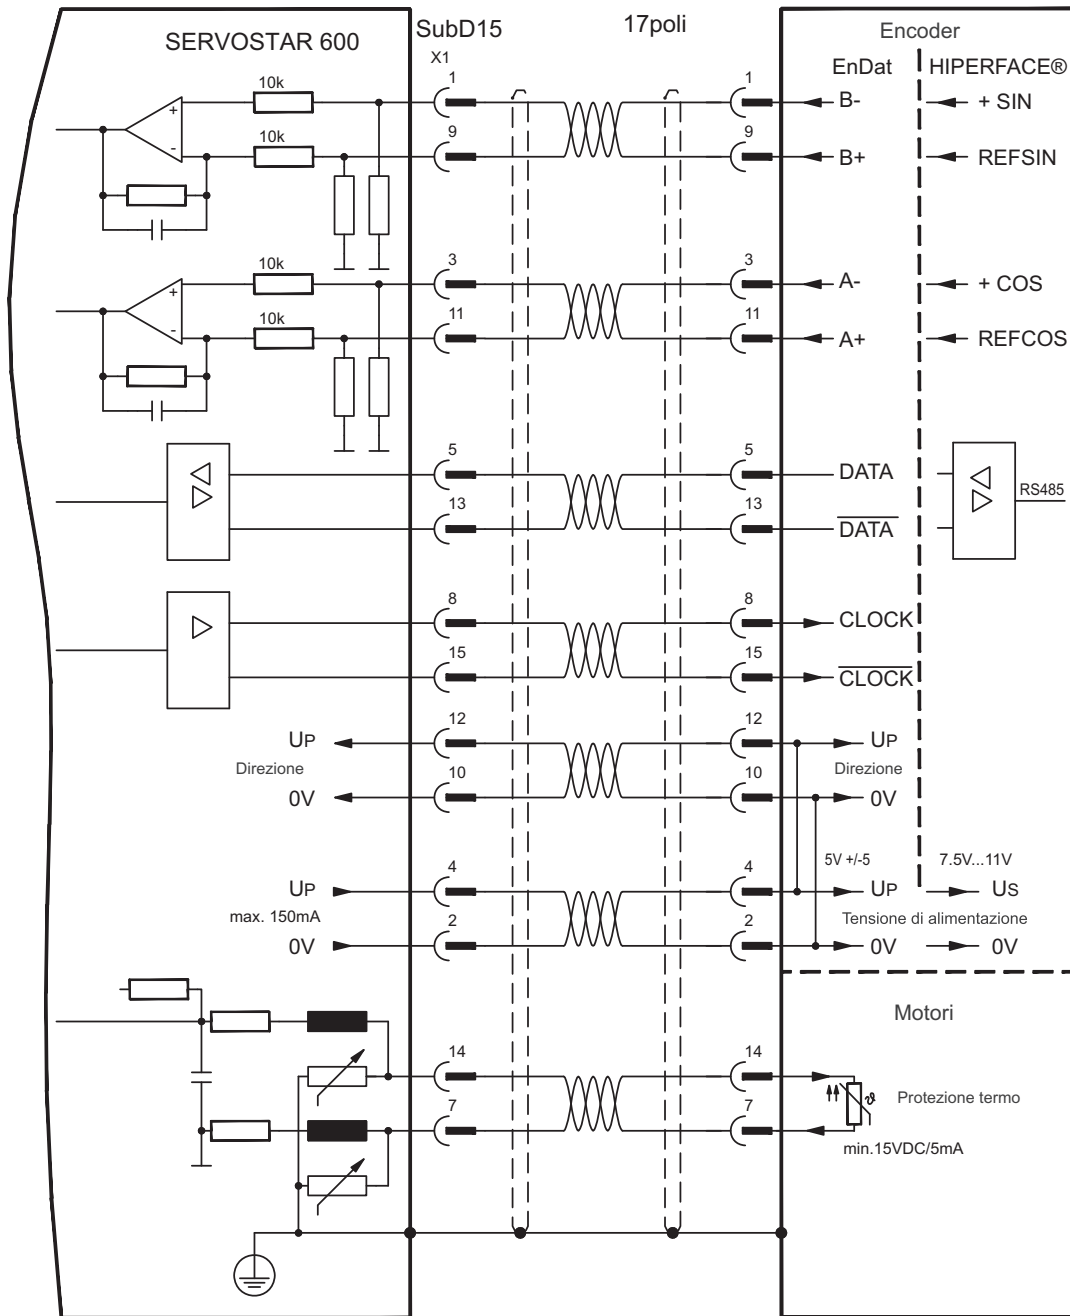 SERVOSTAR 600
SubD15
17poli
Encoder
X1
EnDat
HIPERFACE®
10k
1
1
B-
+ SIN
+
10k
9
9
B+
REFSIN
-
10k
3
3
A-
+ COS
+
10k
11
11
A+
REFCOS
-
5
5
DATA
RS485
13
13
DATA
8
8
CLOCK
15
15
CLOCK
UP
12
12
UP
Direzione
Direzione
0V
10
10
0V
5V +/-5
7.5V...11V
UP
4
4
UP
US
max. 150mA
Tensione di alimentazione
0V
2
2
0V
0V
Motori
14
14
ϑ
Protezione termo
7
7
min.15VDC/5mA